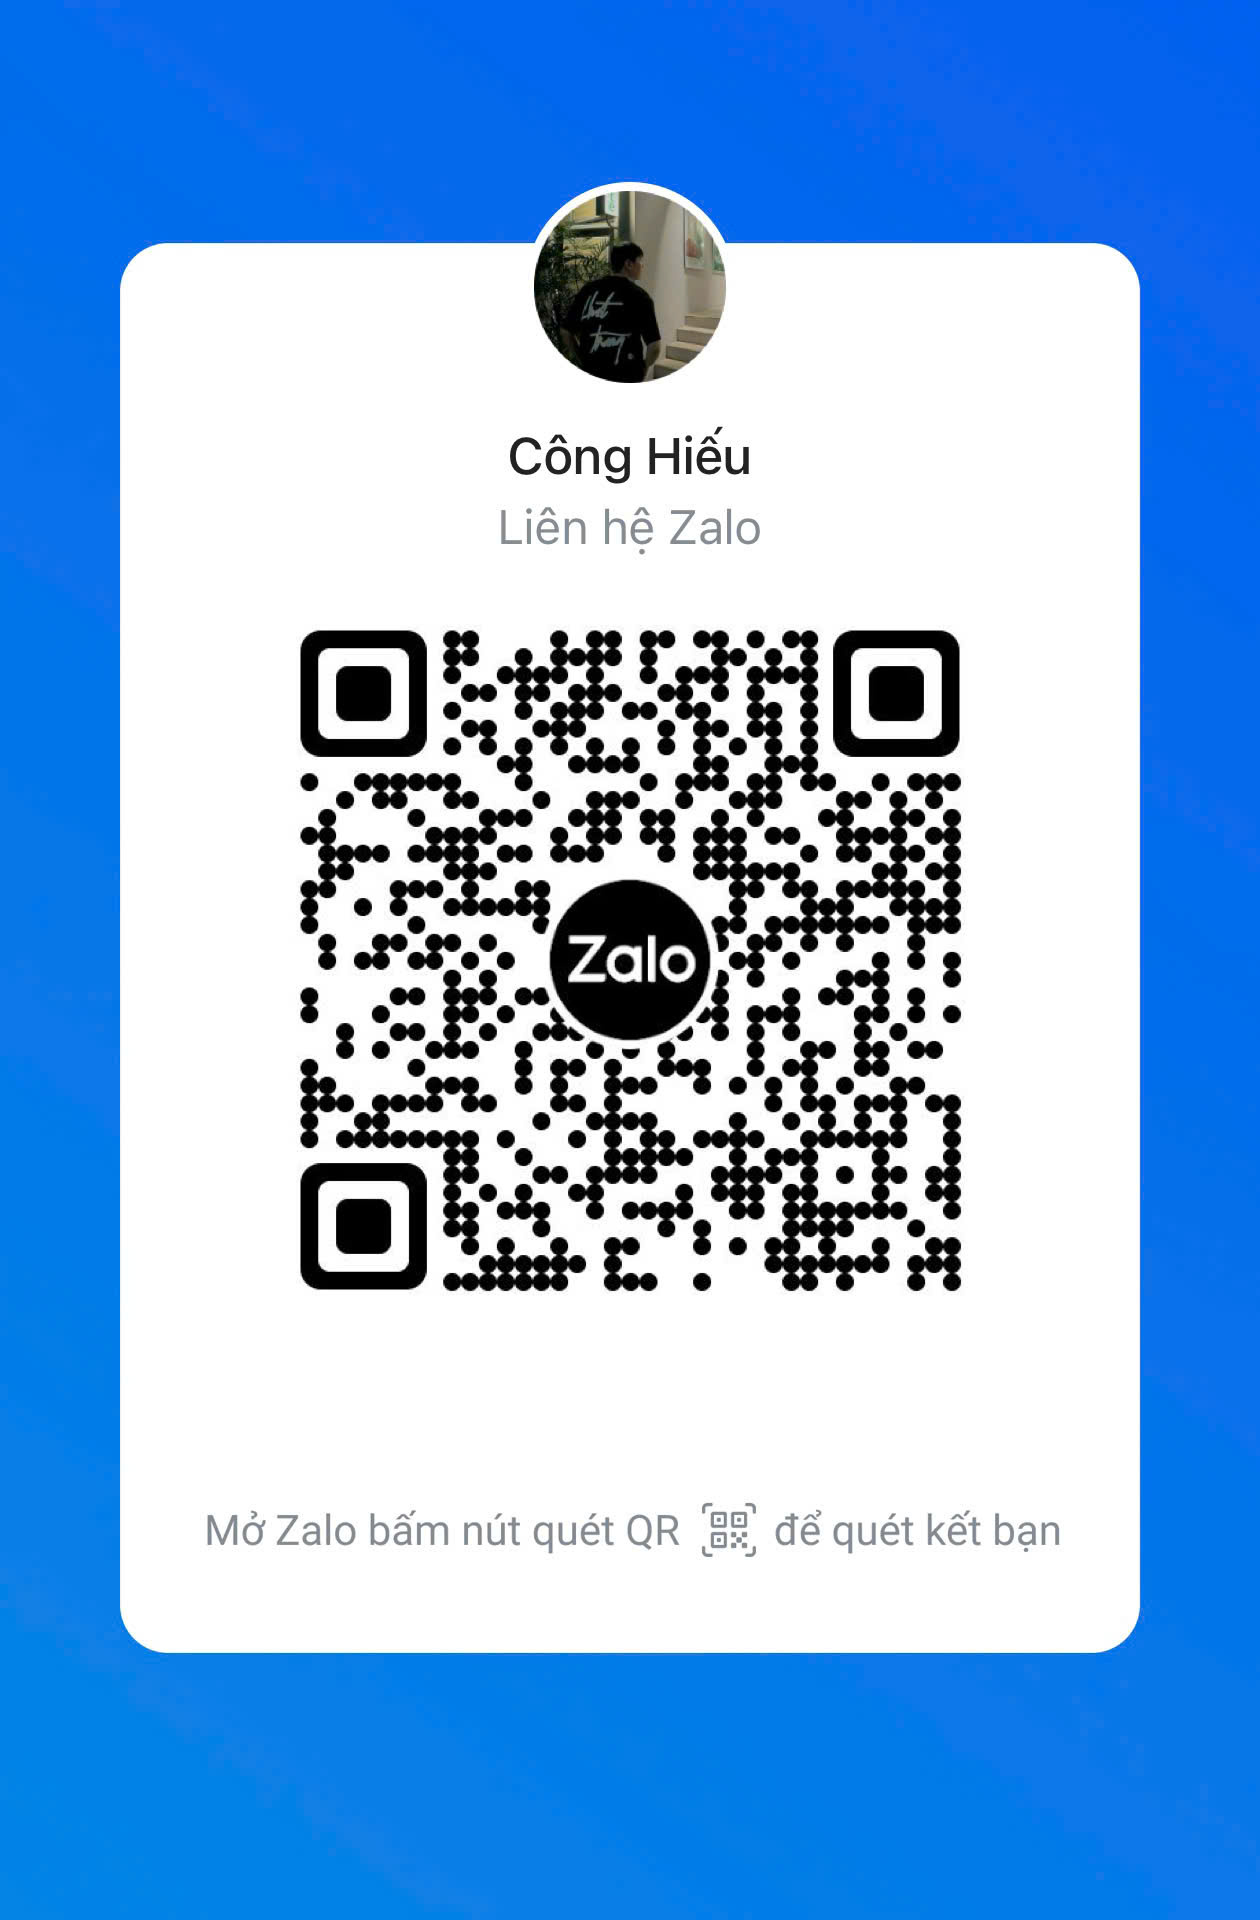 Công Hiếu
Liên hệ Zalo
Zalo
Mở Zalo bấm nút quét QR để quét kết bạn